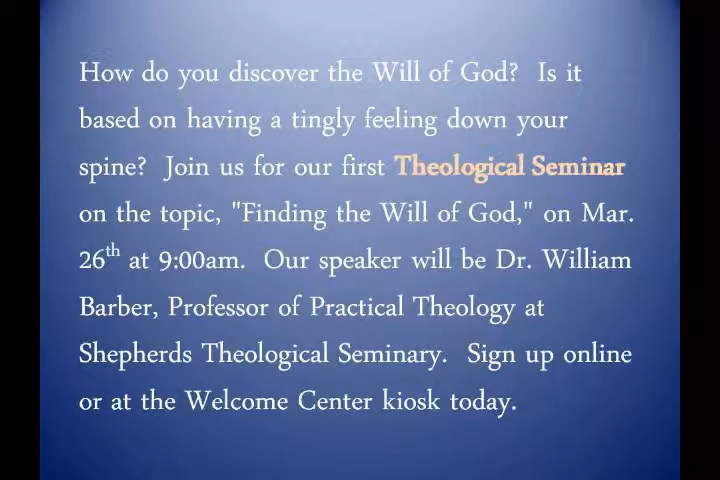 How do you discover the Will of God?  Is it
based on having a tingly feeling down your
spine?  Join us for our first Theological Seminar
on the topic, "Finding the Will of God," on Mar.
26th at 9:00am.  Our speaker will be Dr. William
Barber, Professor of Practical Theology at
Shepherds Theological Seminary.  Sign up online
or at the Welcome Center kiosk today.